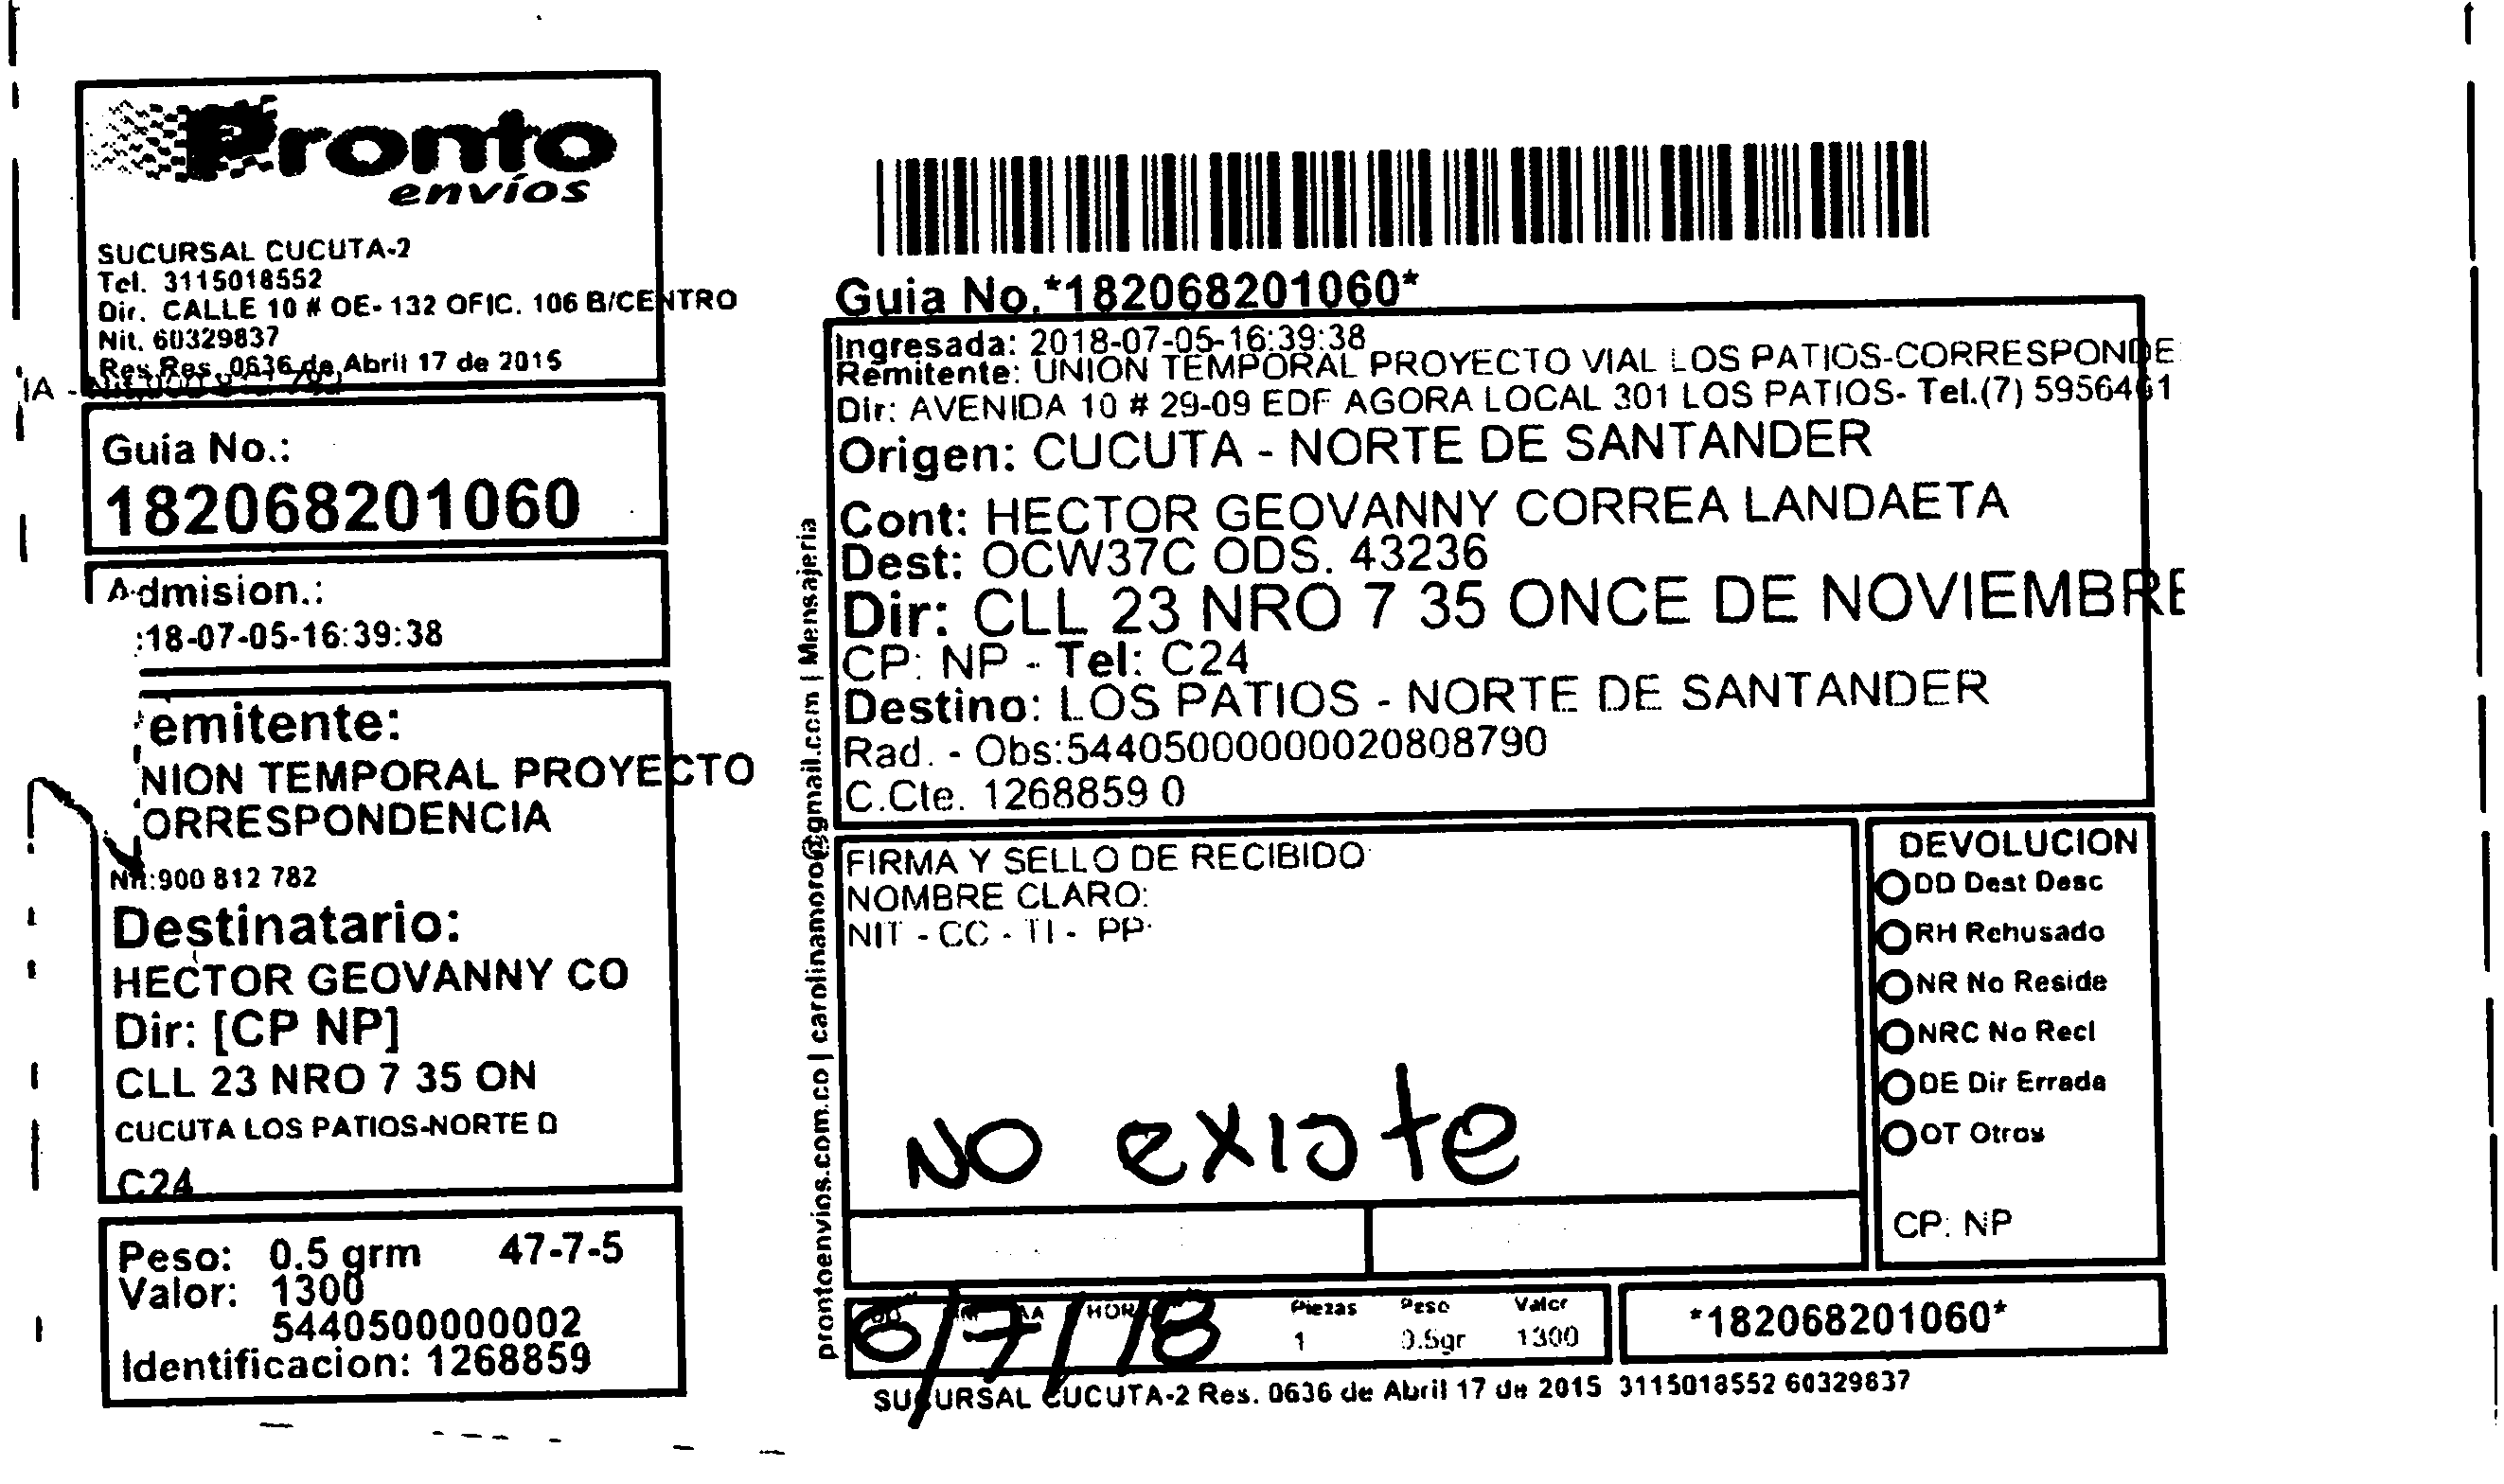 Pronto
envíos
SUCURSAL CUCUTA-2
Tel. 3115018552
Dir. CALLE 10 # OE- 132 OFIC. 106 B/CENTRO
Nit. 60329837
Res Res. 0636 de Abril 17 de 2015
IA -
Guia No.:
182068201060
Admision.:
:18-07-05-16:39:38
emitente:
NION TEMPORAL PROYECTO
ORRESPONDENCIA
Nit:900 812 782
Destinatario:
HECTOR GEOVANNY CO
Dir: [CP NP]
CLL 23 NRO 7 35 ON
CUCUTA LOS PATIOS-NORTE D
C24
Peso: 0.5 grm 47-7-5
Valor: 1300
5440500000002
Identificacion: 1268859
prontoenvios.com.co | carolinamoro@gmail.com | Mensajeria
Guia No.*182068201060*
Ingresada: 2018-07-05-16:39:38
Remitente: UNION TEMPORAL PROYECTO VIAL LOS PATIOS-CORRESPONDE
Dir: AVENIDA 10 # 29-09 EDF AGORA LOCAL 301 LOS PATIOS- Tel.(7) 5956461
Origen: CUCUTA - NORTE DE SANTANDER
Cont: HECTOR GEOVANNY CORREA LANDAETA
Dest: OCW37C ODS. 43236
Dir: CLL 23 NRO 7 35 ONCE DE NOVIEMBRE
CP: NP - Tel: C24
Destino: LOS PATIOS - NORTE DE SANTANDER
Rad. - Obs:544050000000020808790
C.Cte. 1268859 0
FIRMA Y SELLO DE RECIBIDO
NOMBRE CLARO:
NIT - CC - TI - PP
No existe
DEVOLUCION
DD Dest Desc
RH Rehusado
NR No Reside
NRC No Recl
DE Dir Errada
OT Otros
CP: NP
DD MM AA HOR Piezas Peso Valor
6/7/18 1 0.5gr 1300
*182068201060*
SUCURSAL CUCUTA-2 Res. 0636 de Abril 17 de 2015 3115018552 60329837